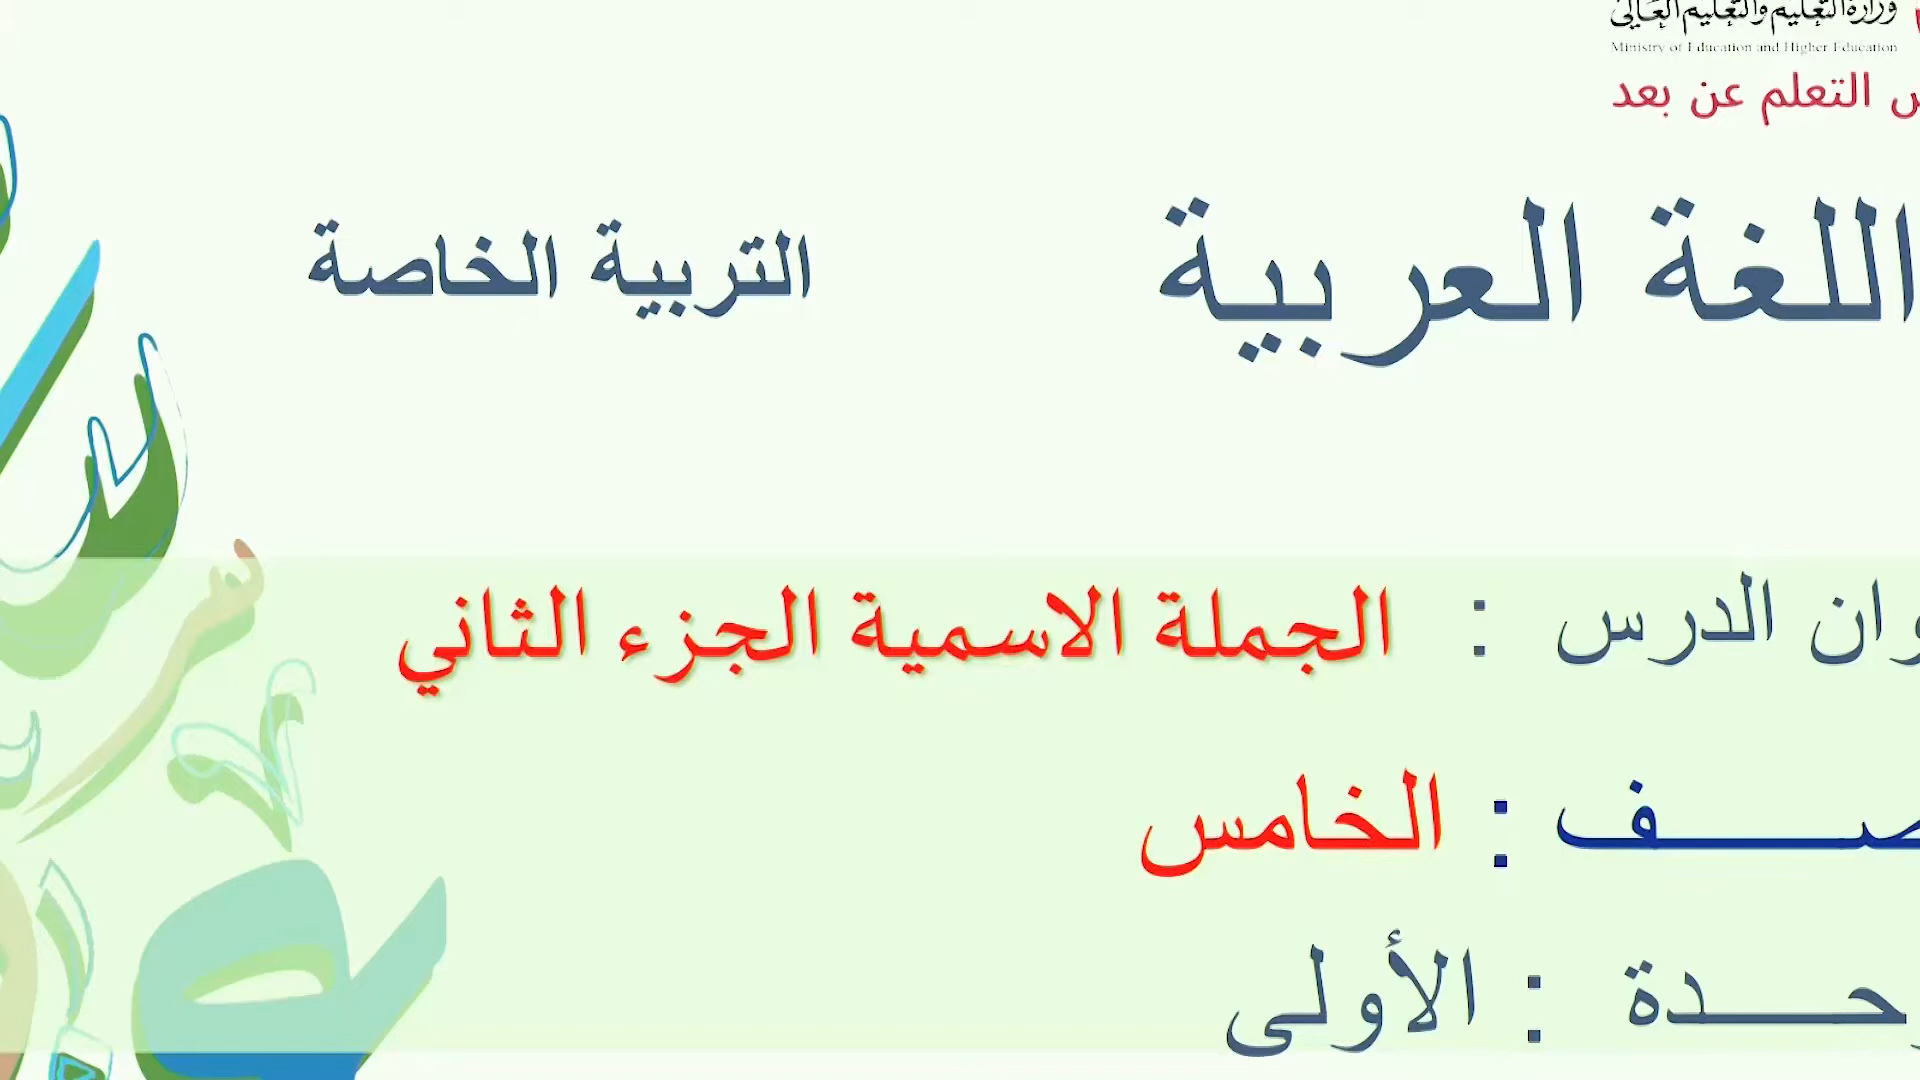 وزارة التعليم والتعليم العالي
Ministry of Education and Higher Education
التعلم عن بعد
اللغة العربية
التربية الخاصة
الدرس : الجملة الاسمية الجزء الثاني
: الخامس
: الأولى